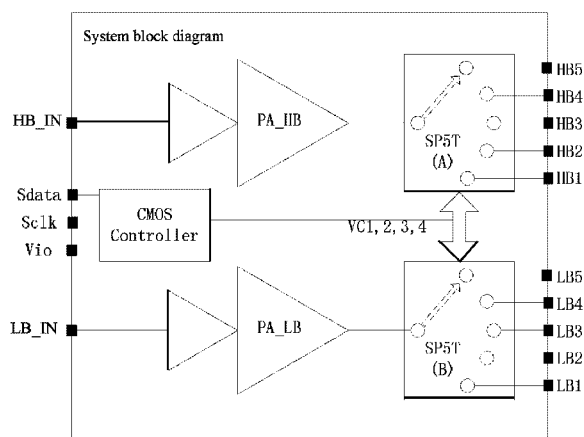 System block diagram
HB_IN
PA_HB
SP5T
(A)
HB5
HB4
HB3
HB2
HB1
Sdata
Sclk
Vio
CMOS
Controller
VC1, 2, 3, 4
LB_IN
PA_LB
SP5T
(B)
LB5
LB4
LB3
LB2
LB1